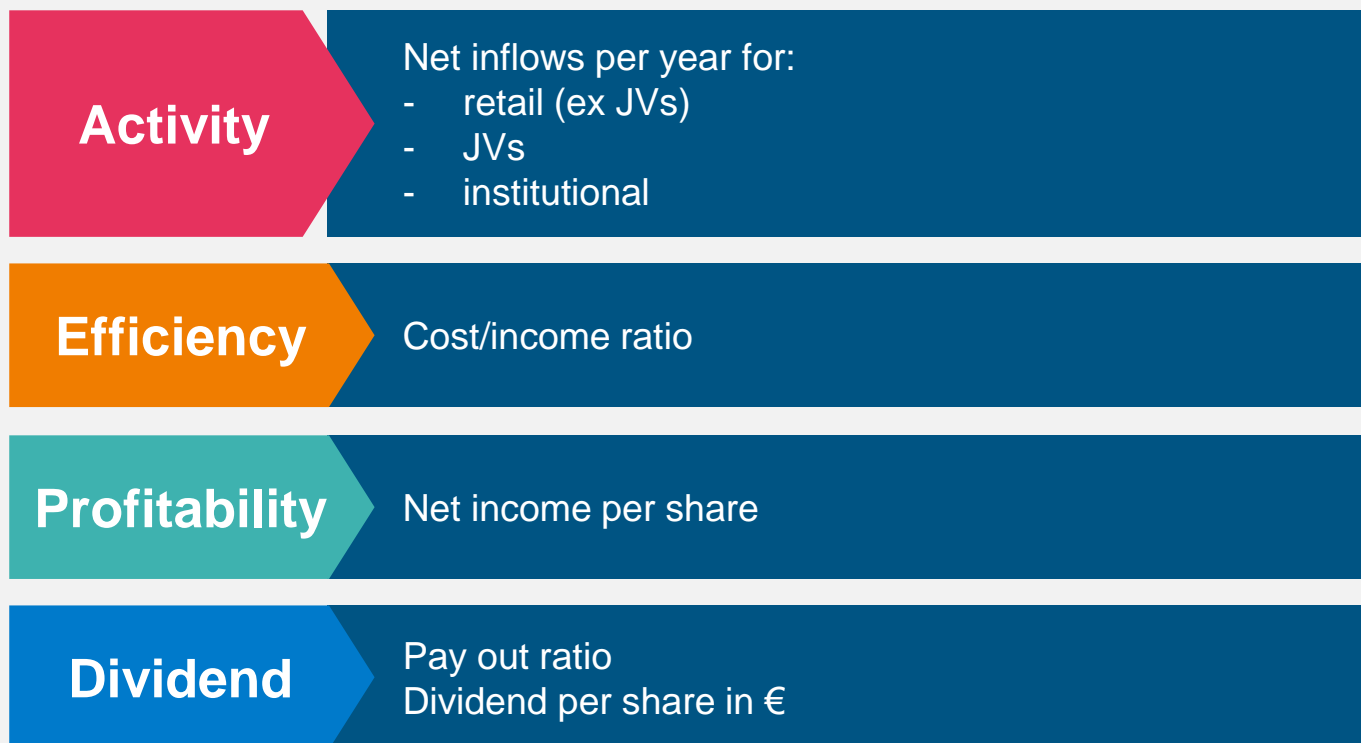 Activity
Net inflows per year for:
- retail (ex JVs)
- JVs
- institutional
Efficiency
Cost/income ratio
Profitability
Net income per share
Dividend
Pay out ratio
Dividend per share in €